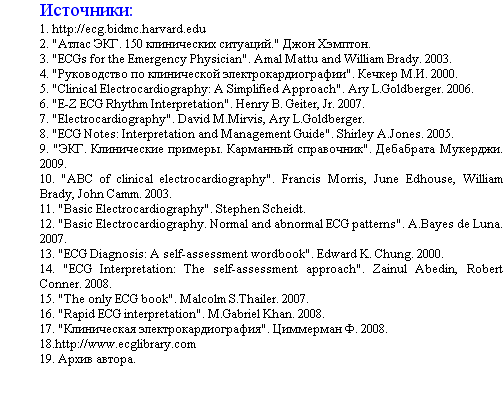 Источники:
1. http://ecg.bidmc.harvard.edu
2. "Атлас ЭКГ. 150 клинических ситуаций." Джон Хэмптон.
3. "ECGs for the Emergency Physician". Amal Mattu and William Brady. 2003.
4. "Руководство по клинической электрокардиографии". Кечкер М.И. 2000.
5. "Clinical Electrocardiography: A Simplified Approach". Ary L.Goldberger. 2006.
6. "E-Z ECG Rhythm Interpretation". Henry B. Geiter, Jr. 2007.
7. "Electrocardiography". David M.Mirvis, Ary L.Goldberger.
8. "ECG Notes: Interpretation and Management Guide". Shirley A.Jones. 2005.
9. "ЭКГ. Клинические примеры. Карманный справочник". Дебабрата Мукерджи.
2009.
10. "ABC of clinical electrocardiography". Francis Morris, June Edhouse, William
Brady, John Camm. 2003.
11. "Basic Electrocardiography". Stephen Scheidt.
12. "Basic Electrocardiography. Normal and abnormal ECG patterns". A.Bayes de Luna.
2007.
13. "ECG Diagnosis: A self-assessment wordbook". Edward K. Chung. 2000.
14. "ECG Interpretation: The self-assessment approach". Zainul Abedin, Robert
Conner. 2008.
15. "The only ECG book". Malcolm S.Thailer. 2007.
16. "Rapid ECG interpretation". M.Gabriel Khan. 2008.
17. "Клиническая электрокардиография". Циммерман Ф. 2008.
18.http://www.ecglibrary.com
19. Архив автора.